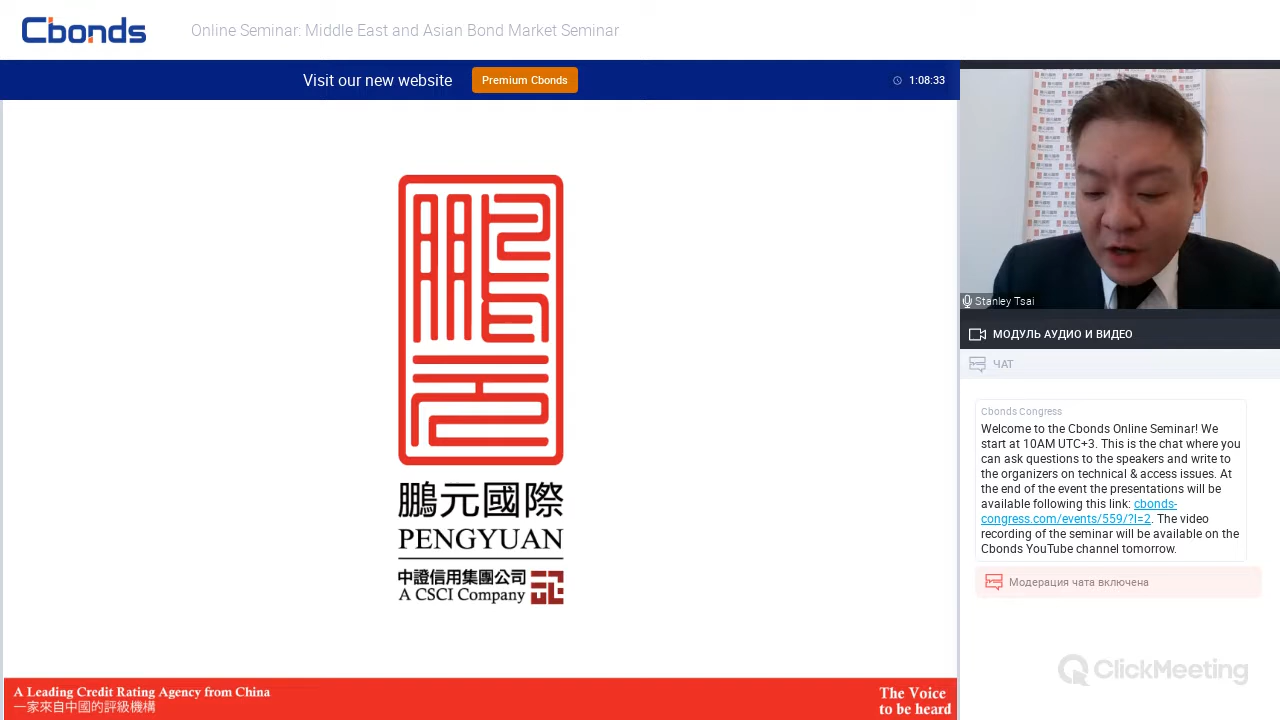 Cbonds
Online Seminar: Middle East and Asian Bond Market Seminar
Visit our new website
Premium Cbonds
1:08:33
鵬元國際
PENGYUAN
中證信用集團公司
A CSCI Company
A Leading Credit Rating Agency from China
一家來自中國的評級機構
The Voice
to be heard
Stanley Tsai
МОДУЛЬ АУДИО И ВИДЕО
ЧАТ
Cbonds Congress
Welcome to the Cbonds Online Seminar! We
start at 10AM UTC+3. This is the chat where you
can ask questions to the speakers and write to
the organizers on technical & access issues. At
the end of the event the presentations will be
available following this link: cbonds-
congress.com/events/559/?l=2. The video
recording of the seminar will be available on the
Cbonds YouTube channel tomorrow.
Модерация чата включена
ClickMeeting